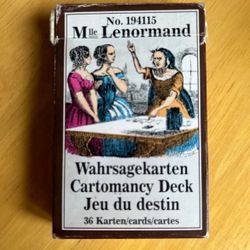 No. 194115
Mlle Lenormand
Wahrsagekarten
Cartomancy Deck
Jeu du destin
36 Karten/cards/cartes